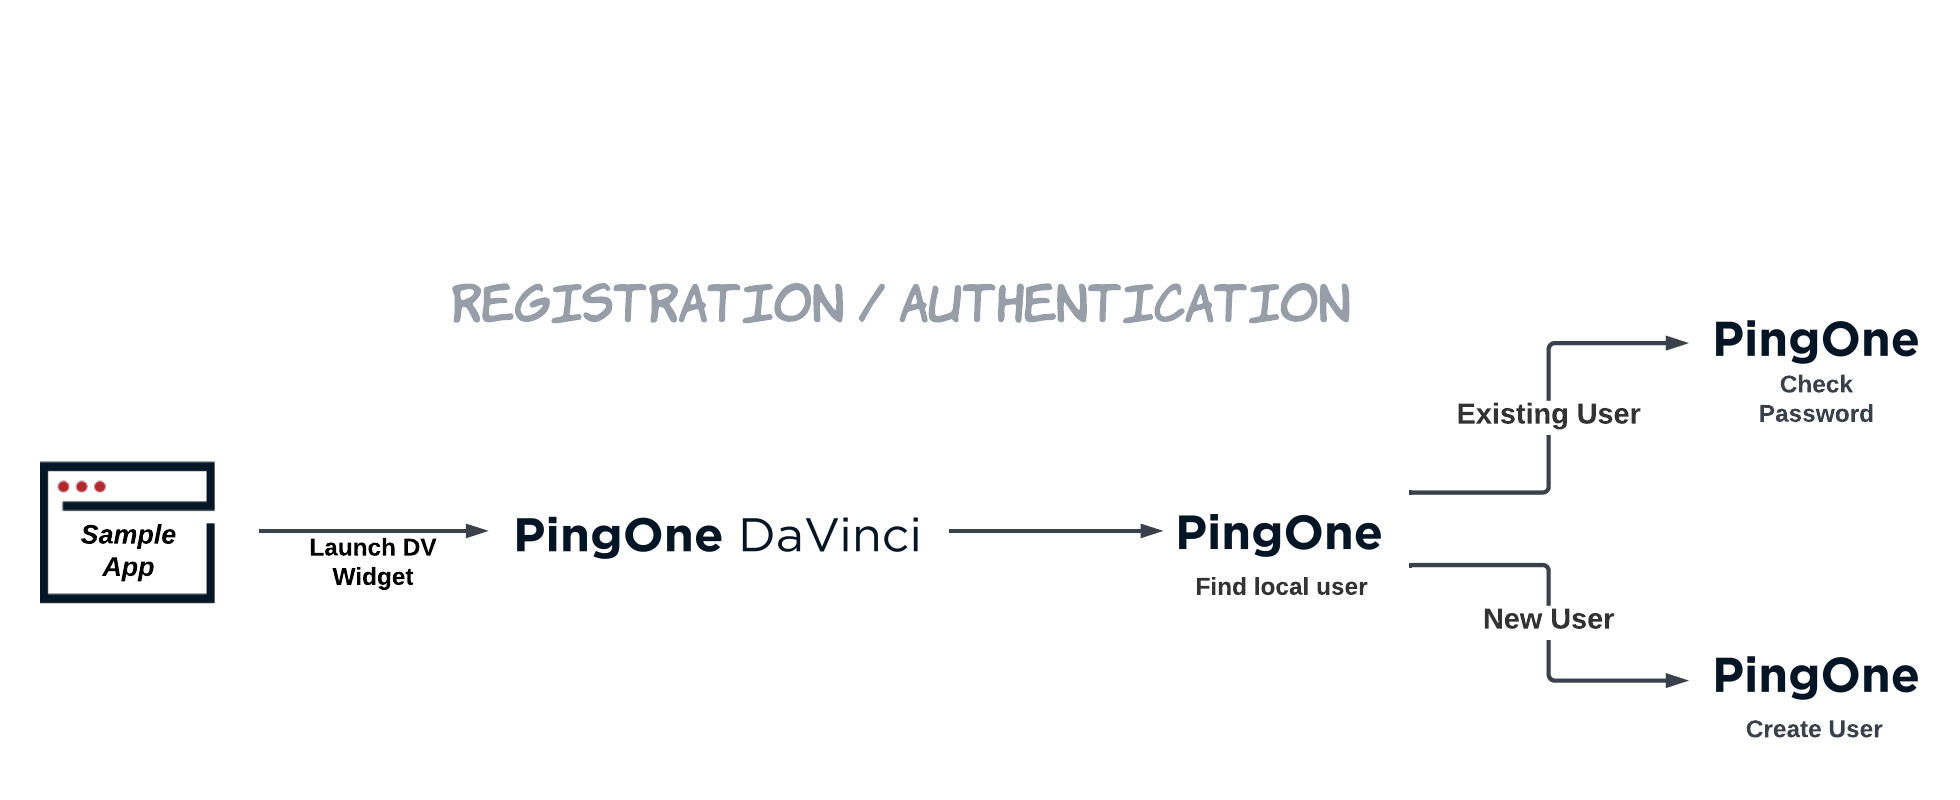 REGISTRATION / AUTHENTICATION
Sample
App
Launch DV
Widget
PingOne DaVinci
PingOne
Find local user
Existing User
PingOne
Check
Password
New User
PingOne
Create User